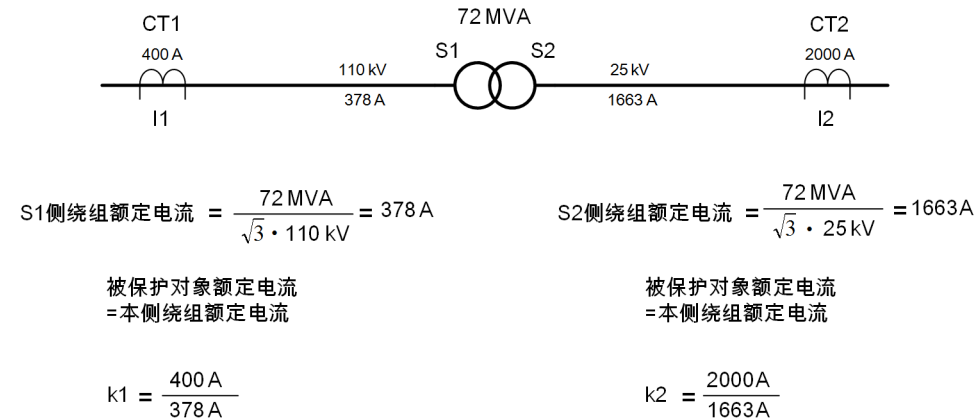 72 MVA
CT1
CT2
400 A
S1
S2
2000 A
110 kV
25 kV
378 A
1663 A
I1
I2
S1侧绕组额定电流 = 72 MVA / √3 · 110 kV = 378 A
S2侧绕组额定电流 = 72 MVA / √3 · 25 kV = 1663A
被保护对象额定电流
=本侧绕组额定电流
被保护对象额定电流
=本侧绕组额定电流
k1 = 400 A / 378 A
k2 = 2000A / 1663 A